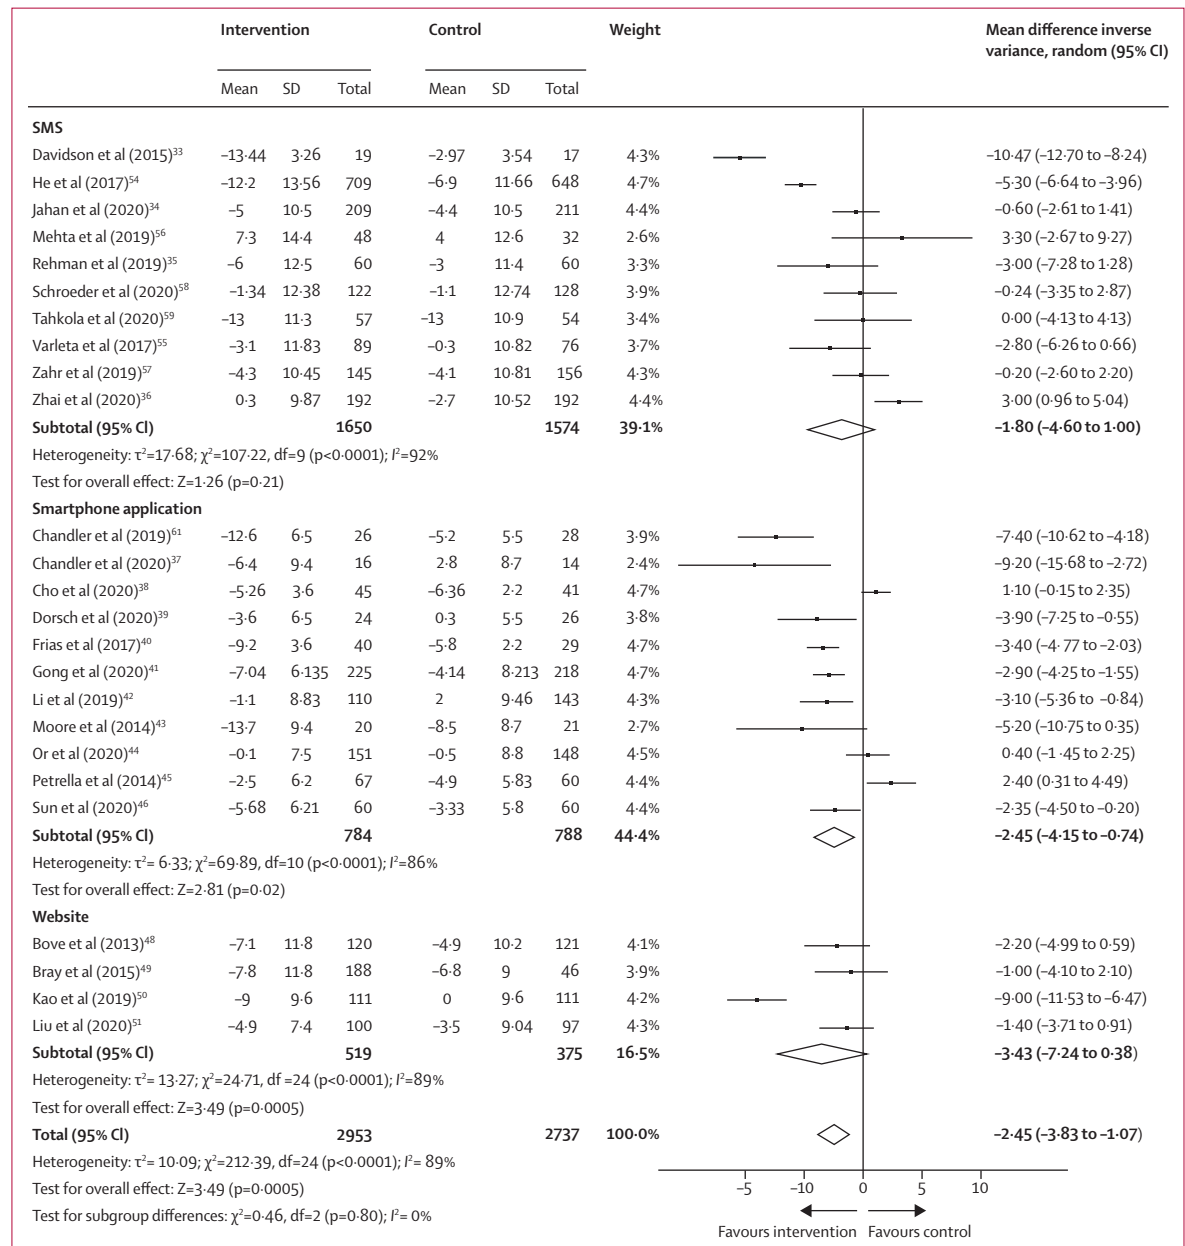 Intervention Control Weight Mean difference inverse
variance, random (95% CI)
Mean SD Total Mean SD Total
SMS
Davidson et al (2015)³³ –13·44 3·26 19 –2·97 3·54 17 4·3% –10·47 (–12·70 to –8·24)
He et al (2017)⁵⁴ –12·2 13·56 709 –6·9 11·66 648 4·7% –5·30 (–6·64 to –3·96)
Jahan et al (2020)³⁴ –5 10·5 209 –4·4 10·5 211 4·4% –0·60 (–2·61 to 1·41)
Mehta et al (2019)⁵⁶ 7·3 14·4 48 4 12·6 32 2·6% 3·30 (–2·67 to 9·27)
Rehman et al (2019)³⁵ –6 12·5 60 –3 11·4 60 3·3% –3·00 (–7·28 to 1·28)
Schroeder et al (2020)⁵⁸ –1·34 12·38 122 –1·1 12·74 128 3·9% –0·24 (–3·35 to 2·87)
Tahkola et al (2020)⁵⁹ –13 11·3 57 –13 10·9 54 3·4% 0·00 (–4·13 to 4·13)
Varleta et al (2017)⁵⁵ –3·1 11·83 89 –0·3 10·82 76 3·7% –2·80 (–6·26 to 0·66)
Zahr et al (2019)⁵⁷ –4·3 10·45 145 –4·1 10·81 156 4·3% –0·20 (–2·60 to 2·20)
Zhai et al (2020)³⁶ 0·3 9·87 192 –2·7 10·52 192 4·4% 3·00 (0·96 to 5·04)
Subtotal (95% Cl) 1650 1574 39·1% –1·80 (–4·60 to 1·00)
Heterogeneity: τ²=17·68; χ²=107·22, df=9 (p<0·0001); I²=92%
Test for overall effect: Z=1·26 (p=0·21)
Smartphone application
Chandler et al (2019)⁶¹ –12·6 6·5 26 –5·2 5·5 28 3·9% –7·40 (–10·62 to –4·18)
Chandler et al (2020)³⁷ –6·4 9·4 16 2·8 8·7 14 2·4% –9·20 (–15·68 to –2·72)
Cho et al (2020)³⁸ –5·26 3·6 45 –6·36 2·2 41 4·7% 1·10 (–0·15 to 2·35)
Dorsch et al (2020)³⁹ –3·6 6·5 24 0·3 5·5 26 3·8% –3·90 (–7·25 to –0·55)
Frias et al (2017)⁴⁰ –9·2 3·6 40 –5·8 2·2 29 4·7% –3·40 (–4· 77 to –2·03)
Gong et al (2020)⁴¹ –7·04 6·135 225 –4·14 8·213 218 4·7% –2·90 (–4·25 to –1·55)
Li et al (2019)⁴² –1·1 8·83 110 2 9·46 143 4·3% –3·10 (–5·36 to –0·84)
Moore et al (2014)⁴³ –13·7 9·4 20 –8·5 8·7 21 2·7% –5·20 (–10·75 to 0·35)
Or et al (2020)⁴⁴ –0·1 7·5 151 –0·5 8·8 148 4·5% 0·40 (–1·45 to 2·25)
Petrella et al (2014)⁴⁵ –2·5 6·2 67 –4·9 5·83 60 4·4% 2·40 (0·31 to 4·49)
Sun et al (2020)⁴⁶ –5·68 6·21 60 –3·33 5·8 60 4·4% –2·35 (–4·50 to –0·20)
Subtotal (95% Cl) 784 788 44·4% –2·45 (–4·15 to –0·74)
Heterogeneity: τ²= 6·33; χ²=69·89, df=10 (p<0·0001); I²=86%
Test for overall effect: Z=2·81 (p=0·02)
Website
Bove et al (2013)⁴⁸ –7·1 11·8 120 –4·9 10·2 121 4·1% –2·20 (–4·99 to 0·59)
Bray et al (2015)⁴⁹ –7·8 11·8 188 –6·8 9 46 3·9% –1·00 (–4·10 to 2·10)
Kao et al (2019)⁵⁰ –9 9·6 111 0 9·6 111 4·2% –9·00 (–11·53 to –6·47)
Liu et al (2020)⁵¹ –4·9 7·4 100 –3·5 9·04 97 4·3% –1·40 (–3·71 to 0·91)
Subtotal (95% Cl) 519 375 16·5% –3·43 (–7·24 to 0·38)
Heterogeneity: τ²= 13·27; χ²=24·71, df =24 (p<0·0001); I²=89%
Test for overall effect: Z=3·49 (p=0·0005)
Total (95% Cl) 2953 2737 100·0% –2·45 (–3·83 to –1·07)
Heterogeneity: τ²= 10·09; χ²=212·39, df=24 (p<0·0001); I²= 89%
Test for overall effect: Z=3·49 (p=0·0005)
Test for subgroup differences: χ²=0·46, df=2 (p=0·80); I²= 0%
–5 –10 0 5 10
Favours intervention Favours control